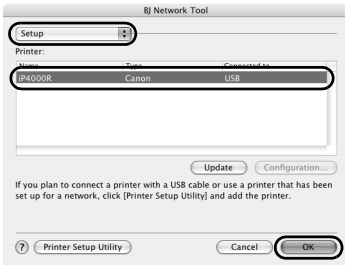 BJ Network Tool
Setup
Printer:
Name Type Connected to
iP4000R Canon USB
Update Configuration...
If you plan to connect a printer with a USB cable or use a printer that has been
set up for a network, click [Printer Setup Utility] and add the printer.
? Printer Setup Utility Cancel OK